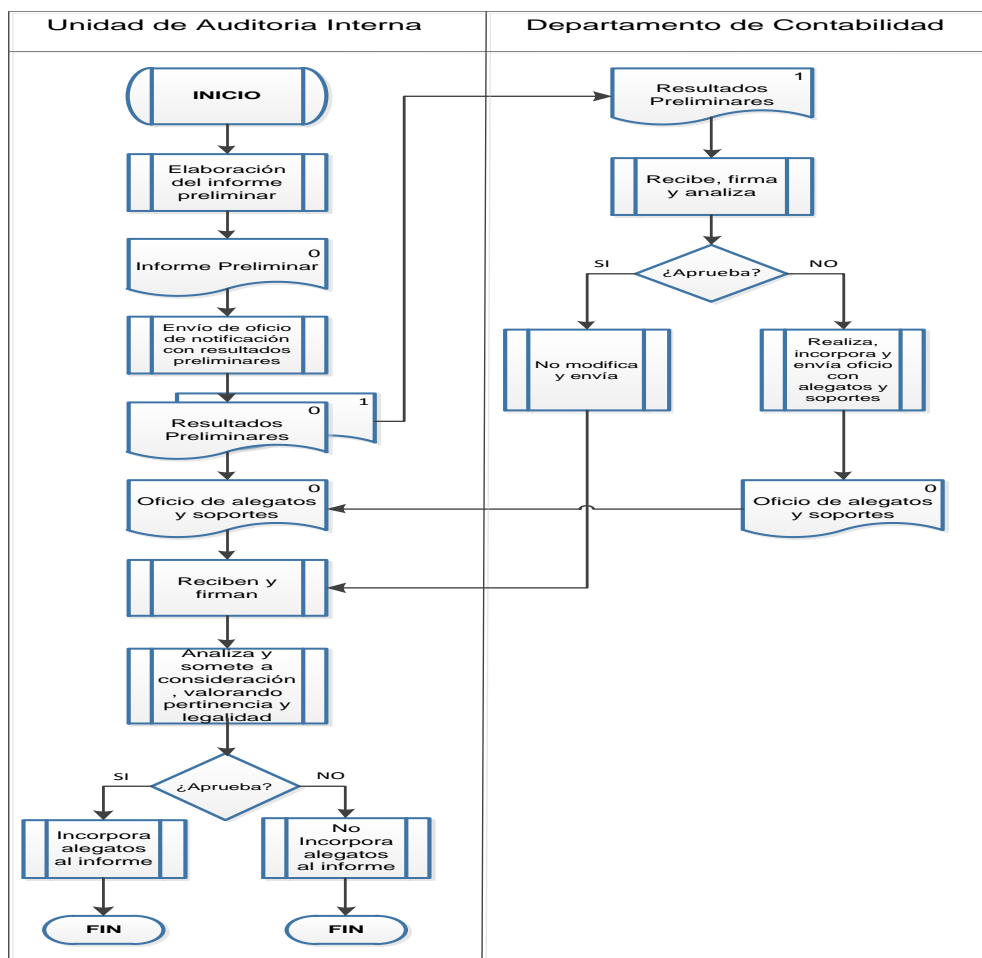 Unidad de Auditoria Interna
Departamento de Contabilidad
INICIO
Elaboración
del informe
preliminar
0
Informe Preliminar
Envío de oficio
de notificación
con resultados
preliminares
1
0
Resultados
Preliminares
0
Oficio de alegatos
y soportes
Reciben y
firman
Analiza y
somete a
consideración
, valorando
pertinencia y
legalidad
¿Aprueba?
SI
NO
Incorpora
alegatos
al informe
No
Incorpora
alegatos
al informe
FIN
FIN
1
Resultados
Preliminares
Recibe, firma
y analiza
¿Aprueba?
SI
NO
No modifica
y envía
Realiza,
incorpora y
envía oficio
con
alegatos y
soportes
0
Oficio de alegatos
y soportes